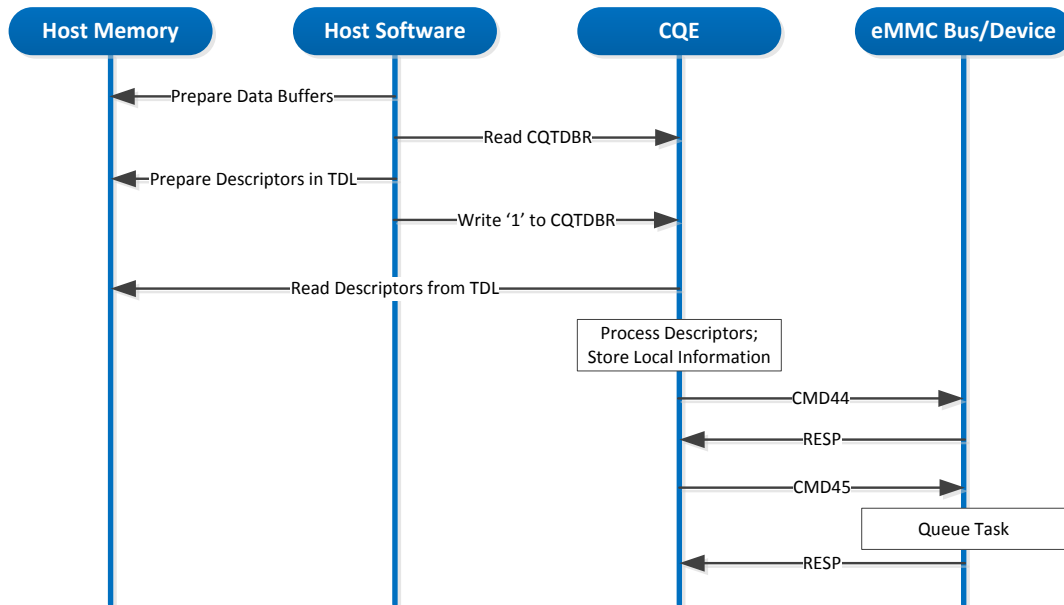 Host Memory
Host Software
CQE
eMMC Bus/Device
Prepare Data Buffers
Read CQTDBR
Prepare Descriptors in TDL
Write ‘1’ to CQTDBR
Read Descriptors from TDL
Process Descriptors;
Store Local Information
CMD44
RESP
CMD45
Queue Task
RESP